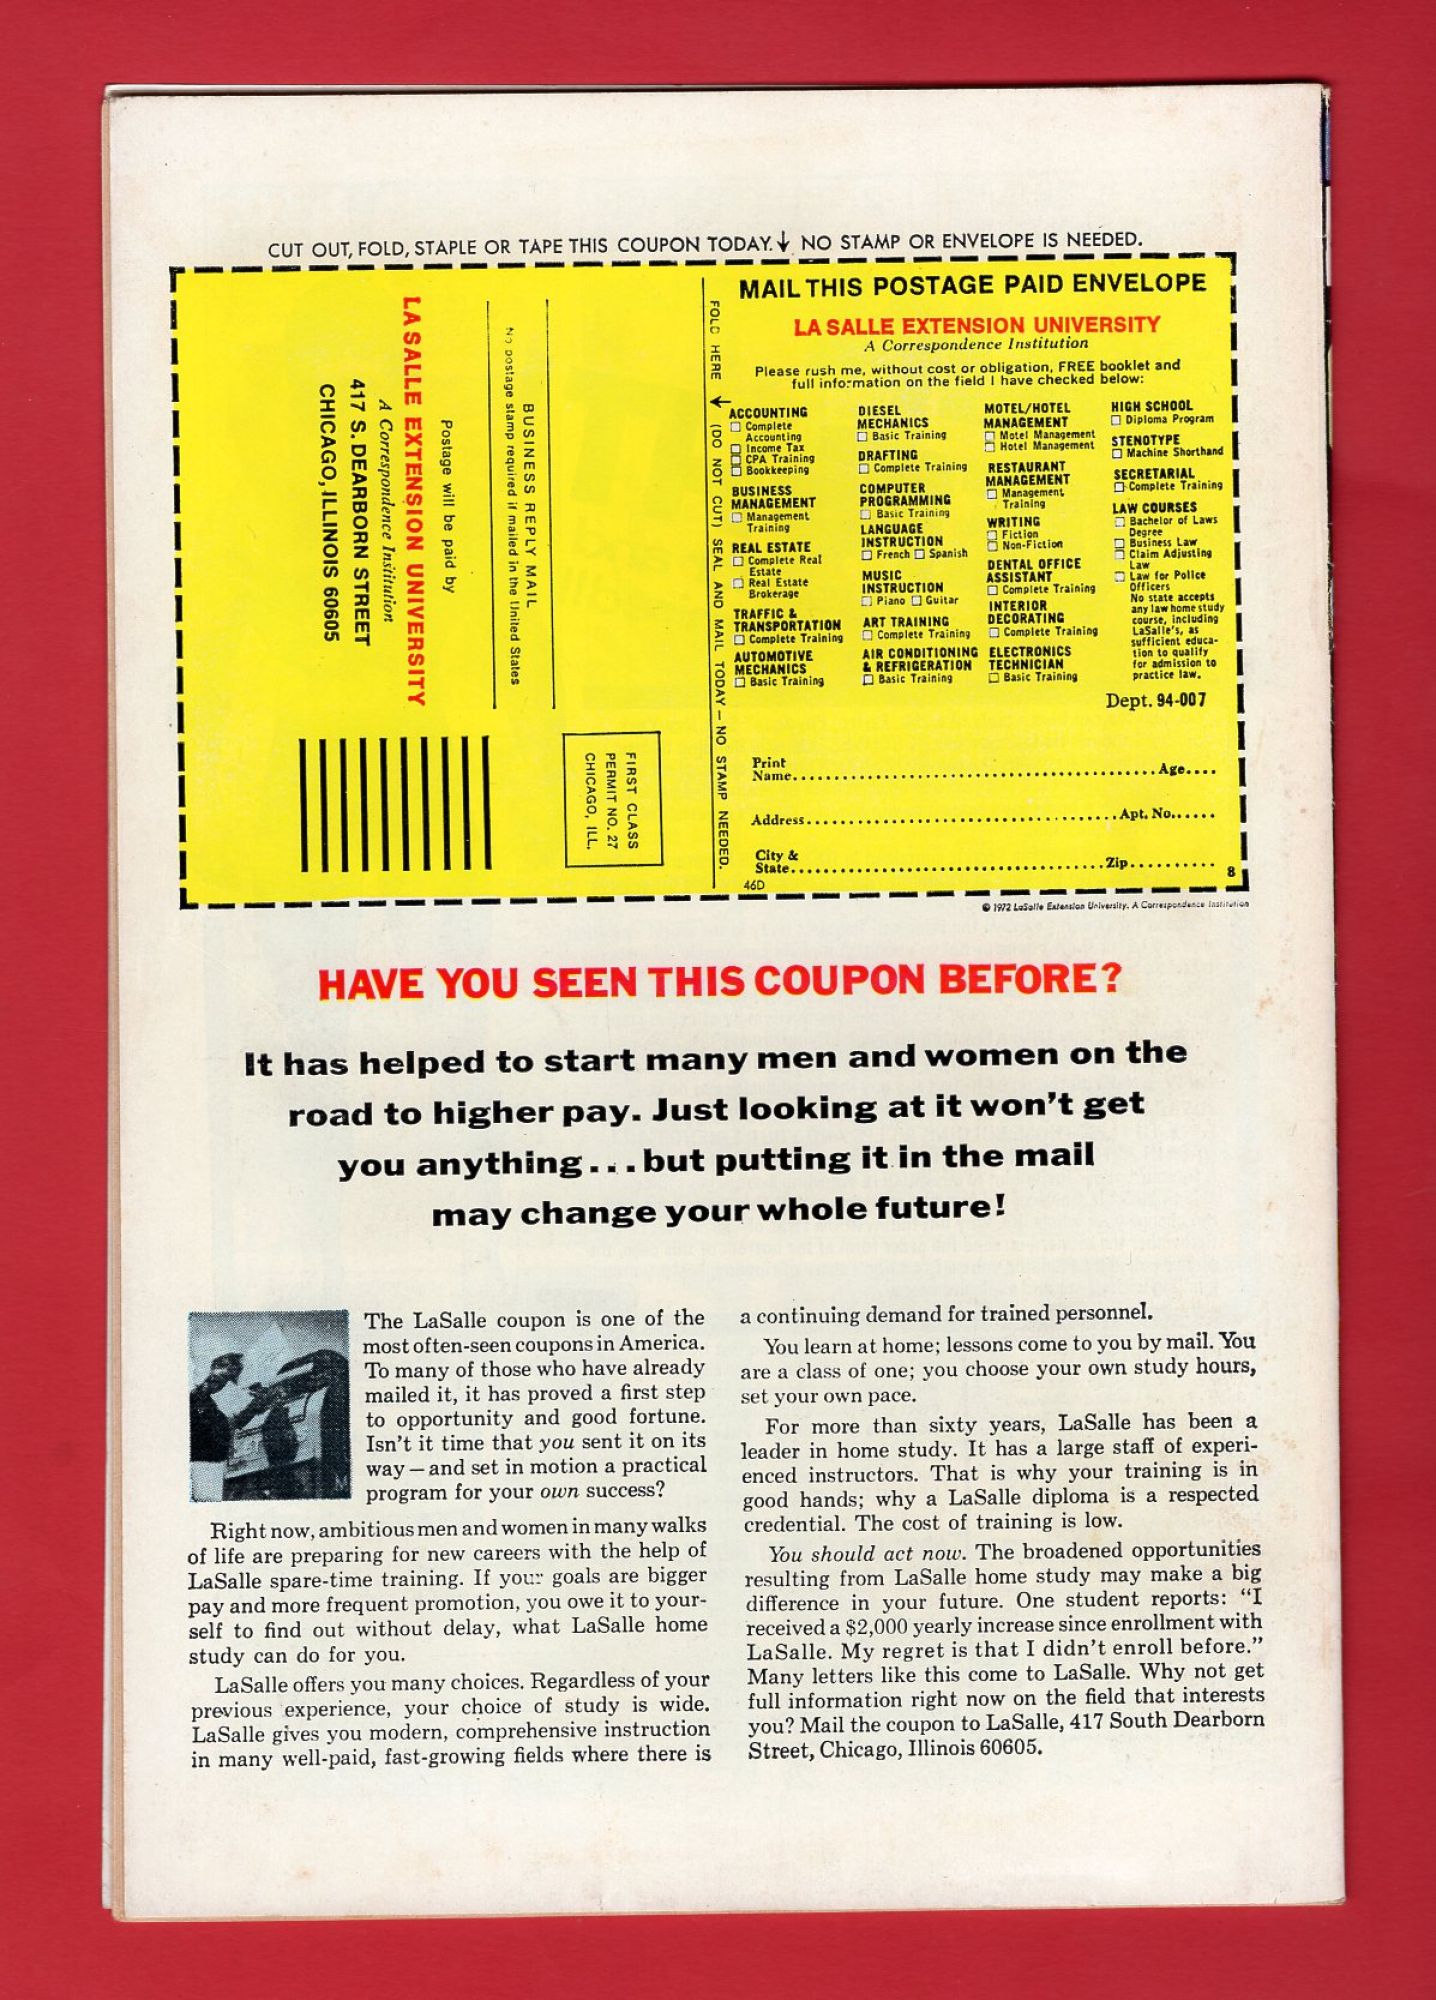 CUT OUT, FOLD, STAPLE OR TAPE THIS COUPON TODAY.↓ NO STAMP OR ENVELOPE IS NEEDED.
LA SALLE EXTENSION UNIVERSITY
A Correspondence Institution
417 S. DEARBORN STREET
CHICAGO, ILLINOIS 60605
Postage will be paid by
BUSINESS REPLY MAIL
No postage stamp required if mailed in the United States
FIRST CLASS
PERMIT NO. 27
CHICAGO, ILL.
FOLD HERE ↓ (DO NOT CUT) SEAL AND MAIL TODAY – NO STAMP NEEDED.
MAIL THIS POSTAGE PAID ENVELOPE
LA SALLE EXTENSION UNIVERSITY
A Correspondence Institution
Please rush me, without cost or obligation, FREE booklet and
full information on the field I have checked below:
ACCOUNTING
☐ Complete
Accounting
☐ Income Tax
☐ CPA Training
☐ Bookkeeping
BUSINESS
MANAGEMENT
☐ Management
Training
REAL ESTATE
☐ Complete Real
Estate
☐ Real Estate
Brokerage
TRAFFIC &
TRANSPORTATION
☐ Complete Training
AUTOMOTIVE
MECHANICS
☐ Basic Training
DIESEL
MECHANICS
☐ Basic Training
DRAFTING
☐ Complete Training
COMPUTER
PROGRAMMING
☐ Basic Training
LANGUAGE
INSTRUCTION
☐ French ☐ Spanish
MUSIC
INSTRUCTION
☐ Piano ☐ Guitar
ART TRAINING
☐ Complete Training
AIR CONDITIONING
& REFRIGERATION
☐ Basic Training
MOTEL/HOTEL
MANAGEMENT
☐ Motel Management
☐ Hotel Management
RESTAURANT
MANAGEMENT
☐ Management
Training
WRITING
☐ Fiction
☐ Non-Fiction
DENTAL OFFICE
ASSISTANT
☐ Complete Training
INTERIOR
DECORATING
☐ Complete Training
ELECTRONICS
TECHNICIAN
☐ Basic Training
HIGH SCHOOL
☐ Diploma Program
STENOTYPE
☐ Machine Shorthand
SECRETARIAL
☐ Complete Training
LAW COURSES
☐ Bachelor of Laws
Degree
☐ Business Law
☐ Claim Adjusting
Law
☐ Law for Police
Officers
No state accepts
any law home study
course, including
LaSalle's, as
sufficient educa-
tion to qualify
for admission to
practice law.
Dept. 94-007
Print
Name.......... Age....
Address.......... Apt. No......
City &
State.......... Zip..........
46D
8
© 1972 LaSalle Extension University. A Correspondence Institution
HAVE YOU SEEN THIS COUPON BEFORE?
It has helped to start many men and women on the
road to higher pay. Just looking at it won't get
you anything... but putting it in the mail
may change your whole future!
The LaSalle coupon is one of the
most often-seen coupons in America.
To many of those who have already
mailed it, it has proved a first step
to opportunity and good fortune.
Isn't it time that you sent it on its
way — and set in motion a practical
program for your own success?
Right now, ambitious men and women in many walks
of life are preparing for new careers with the help of
LaSalle spare-time training. If your goals are bigger
pay and more frequent promotion, you owe it to your-
self to find out without delay, what LaSalle home
study can do for you.
LaSalle offers you many choices. Regardless of your
previous experience, your choice of study is wide.
LaSalle gives you modern, comprehensive instruction
in many well-paid, fast-growing fields where there is
a continuing demand for trained personnel.
You learn at home; lessons come to you by mail. You
are a class of one; you choose your own study hours,
set your own pace.
For more than sixty years, LaSalle has been a
leader in home study. It has a large staff of experi-
enced instructors. That is why your training is in
good hands; why a LaSalle diploma is a respected
credential. The cost of training is low.
You should act now. The broadened opportunities
resulting from LaSalle home study may make a big
difference in your future. One student reports: "I
received a $2,000 yearly increase since enrollment with
LaSalle. My regret is that I didn't enroll before."
Many letters like this come to LaSalle. Why not get
full information right now on the field that interests
you? Mail the coupon to LaSalle, 417 South Dearborn
Street, Chicago, Illinois 60605.